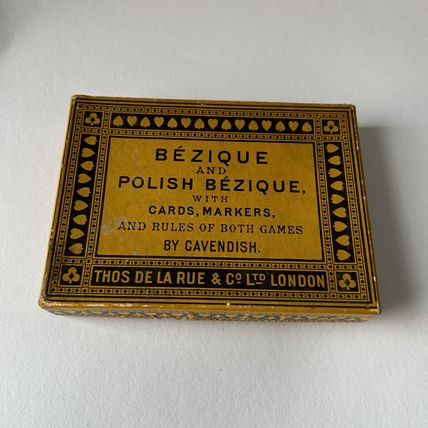 BÉZIQUE
AND
POLISH BÉZIQUE,
WITH
CARDS, MARKERS,
AND RULES OF BOTH GAMES
BY CAVENDISH.
THOS DE LA RUE & Cº LTD LONDON